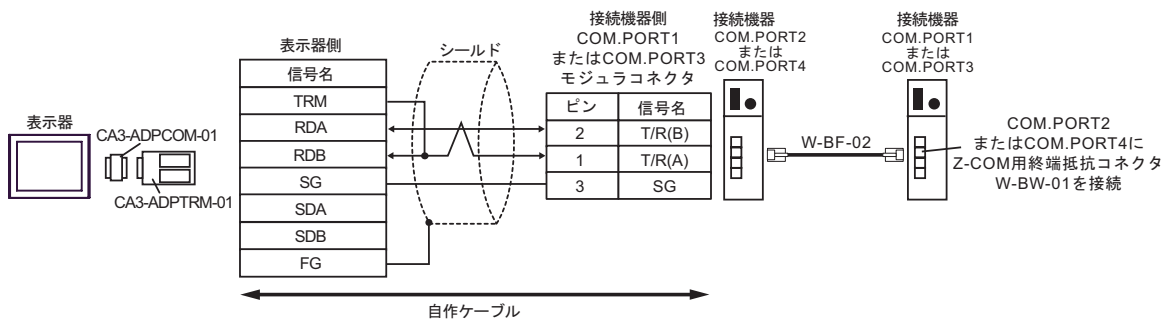 表示器
CA3-ADPCOM-01
CA3-ADPTRM-01
表示器側
信号名
TRM
RDA
RDB
SG
SDA
SDB
FG
シールド
接続機器側
COM.PORT1
またはCOM.PORT3
モジュラコネクタ
ピン 信号名
2 T/R(B)
1 T/R(A)
3 SG
自作ケーブル
接続機器
COM.PORT2
または
COM.PORT4
W-BF-02
接続機器
COM.PORT1
または
COM.PORT3
COM.PORT2
またはCOM.PORT4に
Z-COM用終端抵抗コネクタ
W-BW-01を接続